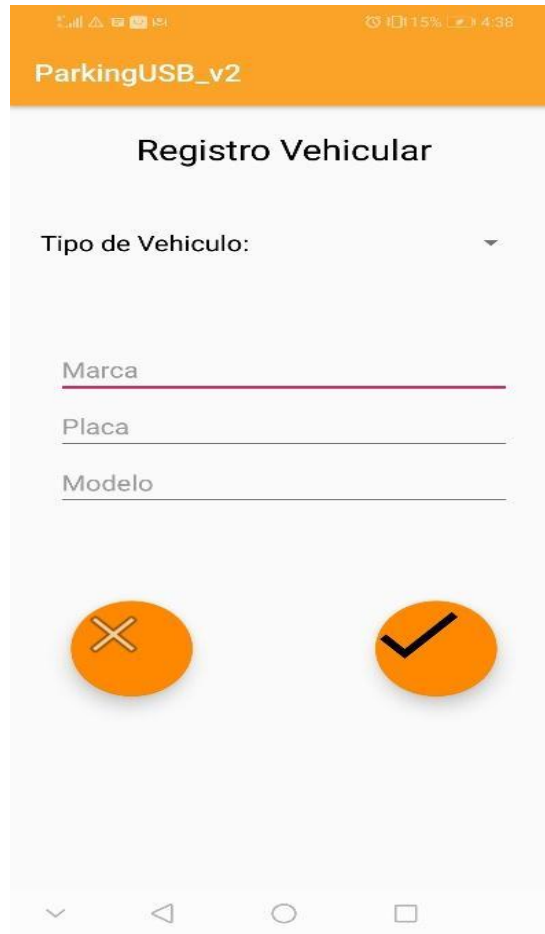 15% 4:38
ParkingUSB_v2
Registro Vehicular
Tipo de Vehiculo:
Marca
Placa
Modelo